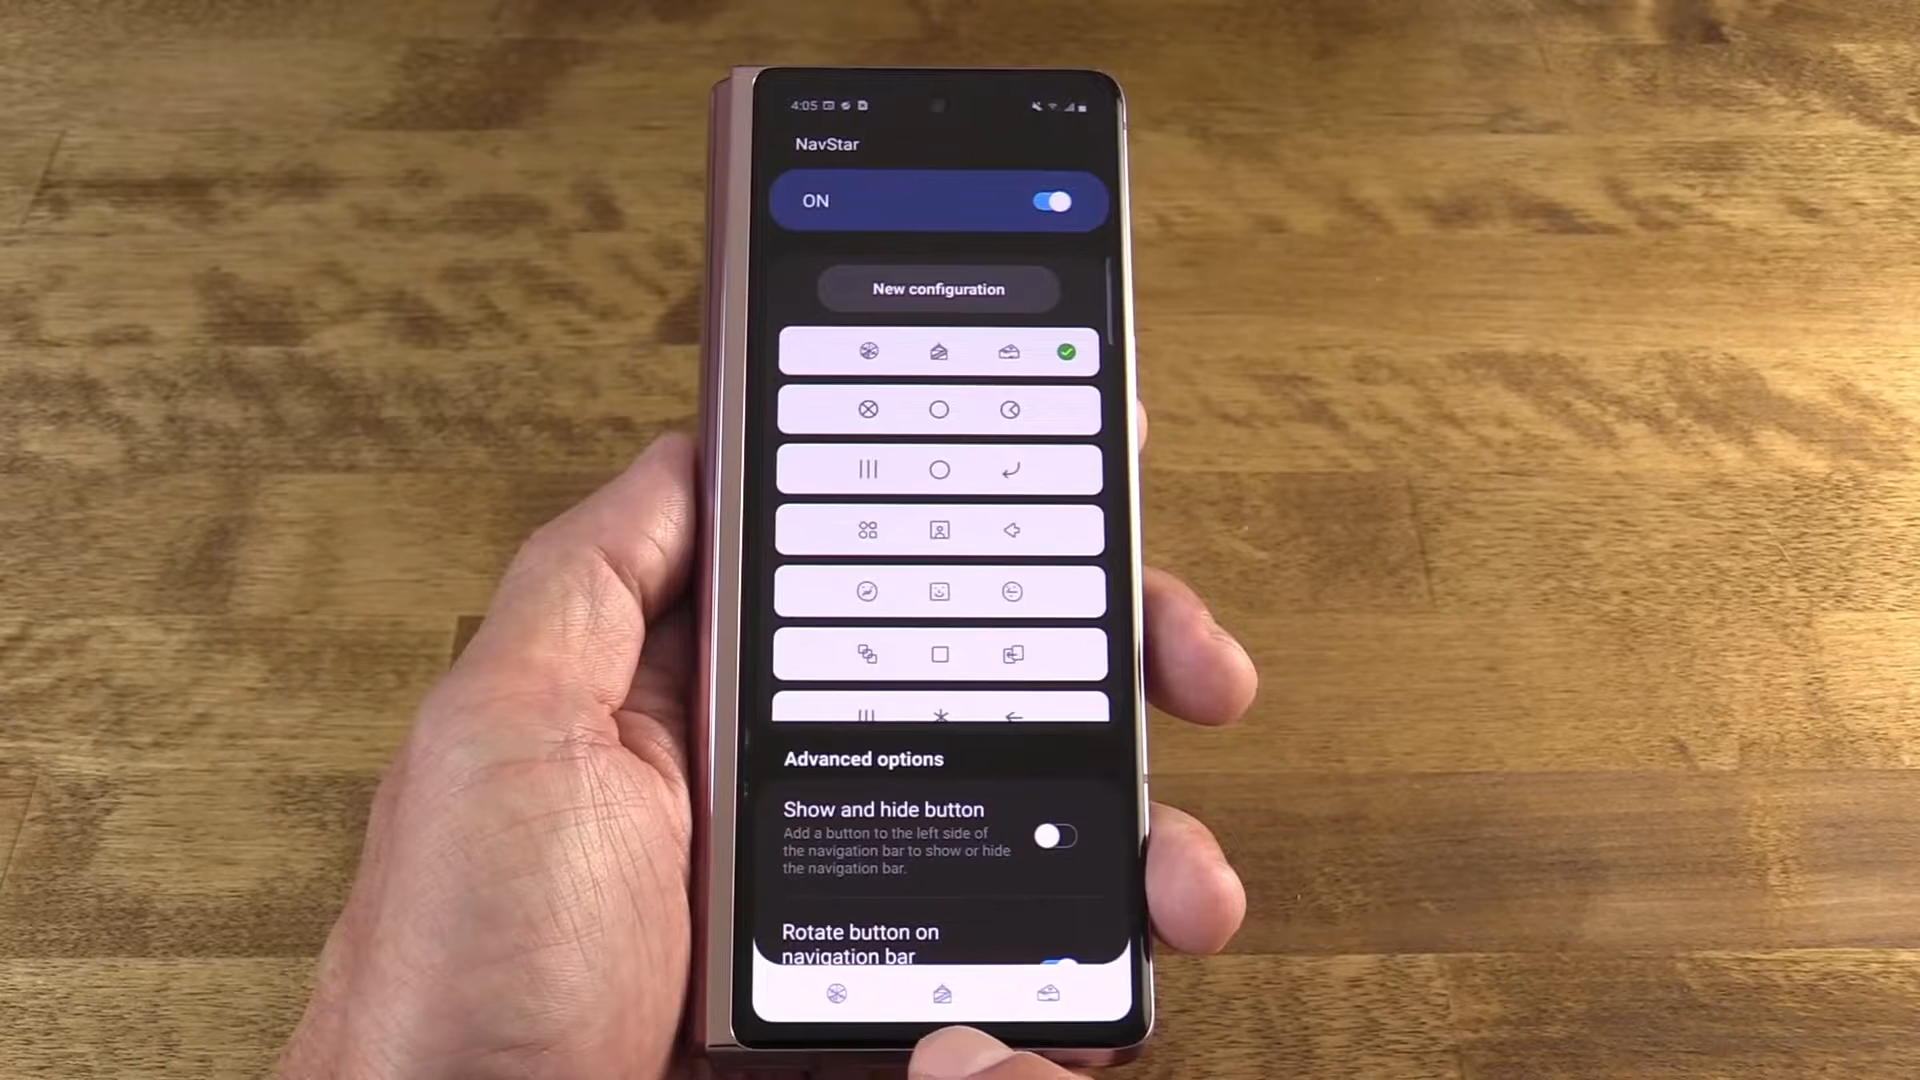 4:05
NavStar
ON
New configuration
Advanced options
Show and hide button
Add a button to the left side of
the navigation bar to show or hide
the navigation bar.
Rotate button on
navigation bar